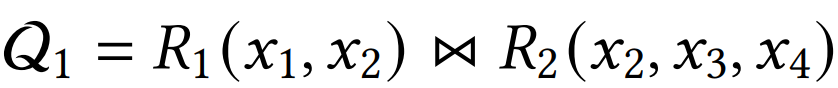 𝒬₁ = R₁(x₁, x₂) ⋈ R₂(x₂, x₃, x₄)